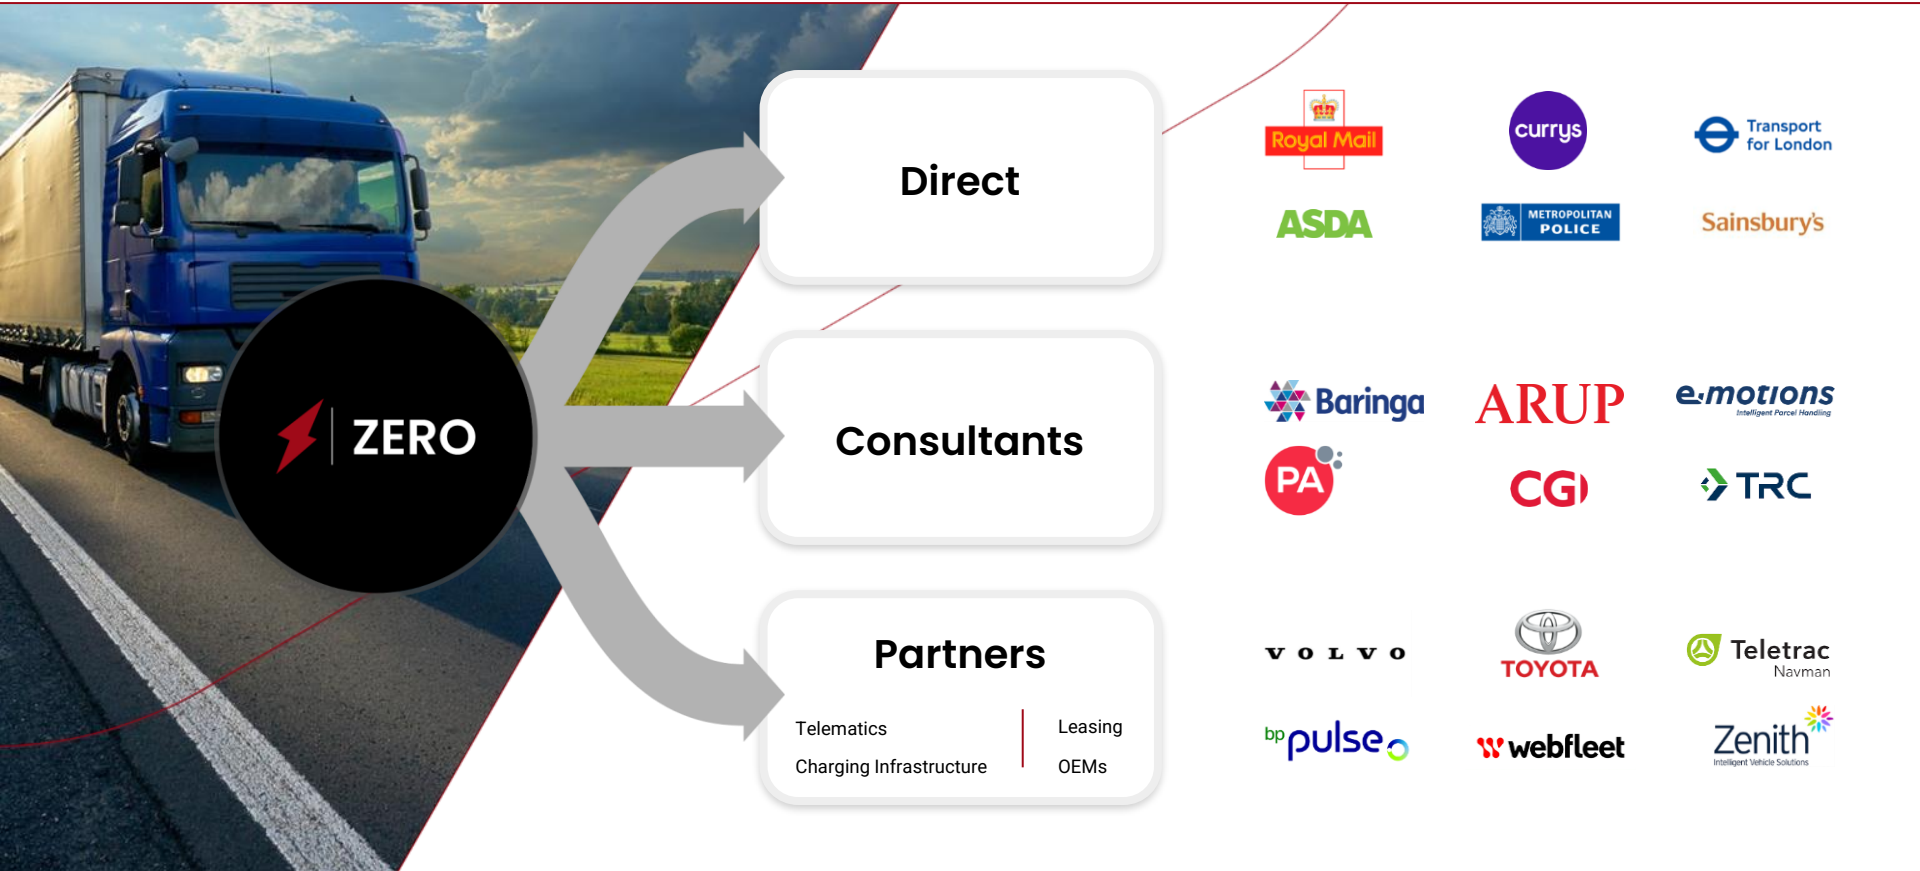 ZERO
Direct
Royal Mail
currys
Transport
for London
ASDA
METROPOLITAN
POLICE
Sainsbury's
Consultants
Baringa
ARUP
e-motions
Intelligent Parcel Handling
PA
CGI
TRC
Partners
Telematics
Leasing
Charging Infrastructure
OEMs
VOLVO
TOYOTA
Teletrac
Navman
bp pulse
webfleet
Zenith
Intelligent Vehicle Solutions